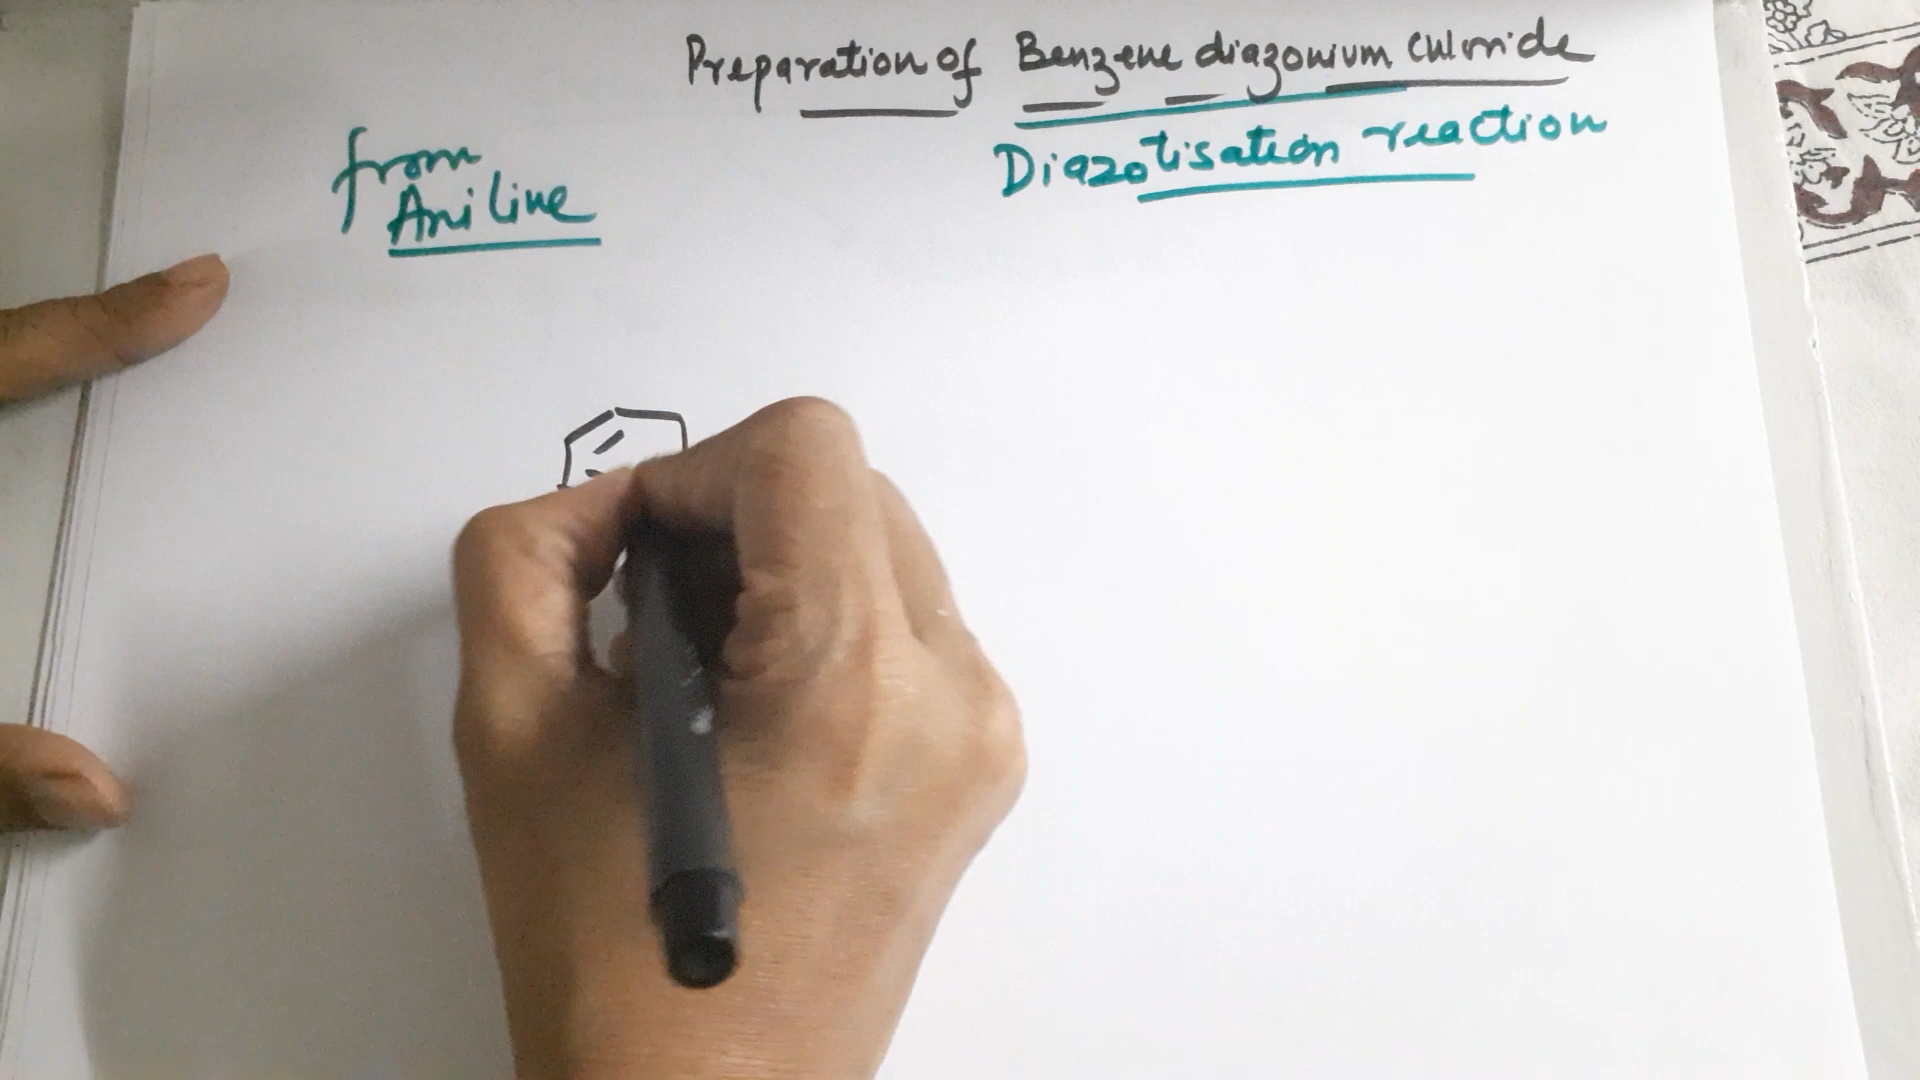 Preparation of Benzene diazonium Chloride
Diazotisation reaction
from
Aniline